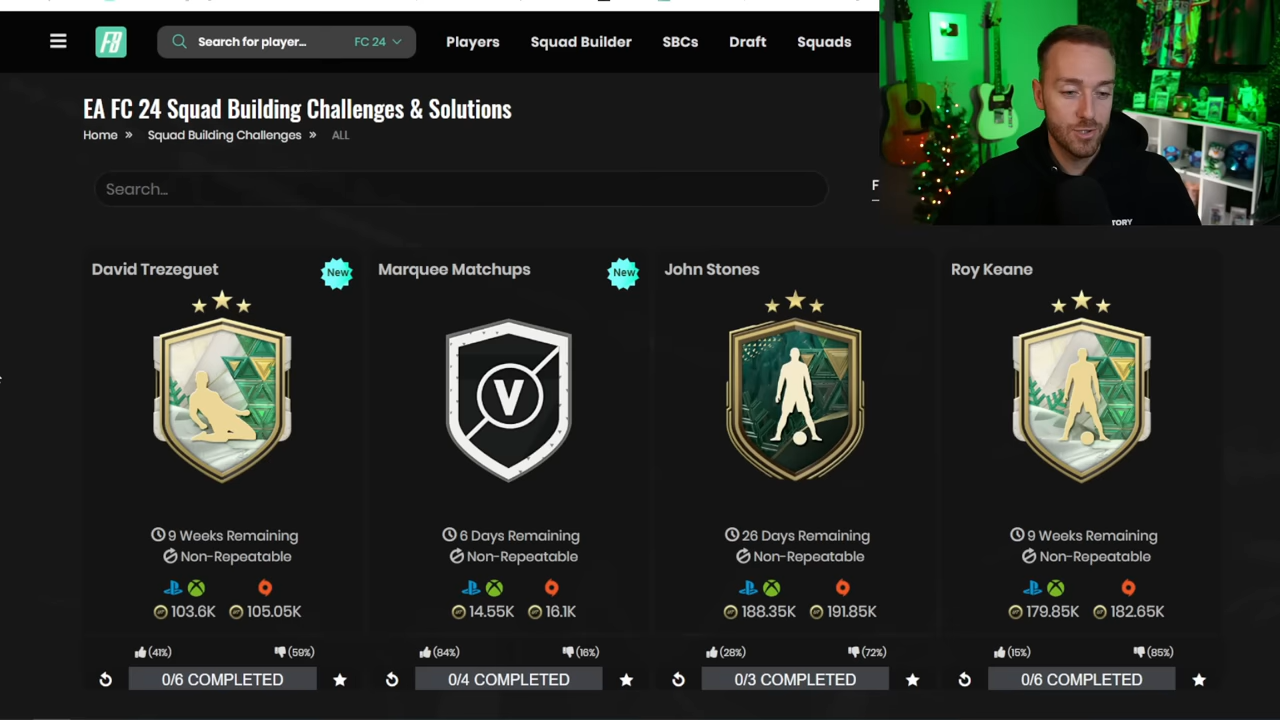 FB
Search for player...
FC 24
Players
Squad Builder
SBCs
Draft
Squads
EA FC 24 Squad Building Challenges & Solutions
Home » Squad Building Challenges » ALL
Search...
F
TORY
David Trezeguet
New
Marquee Matchups
New
John Stones
Roy Keane
V
9 Weeks Remaining
Non-Repeatable
103.6K
105.05K
(41%)
(59%)
0/6 COMPLETED
6 Days Remaining
Non-Repeatable
14.55K
16.1K
(84%)
(16%)
0/4 COMPLETED
26 Days Remaining
Non-Repeatable
188.35K
191.85K
(28%)
(72%)
0/3 COMPLETED
9 Weeks Remaining
Non-Repeatable
179.85K
182.65K
(15%)
(85%)
0/6 COMPLETED